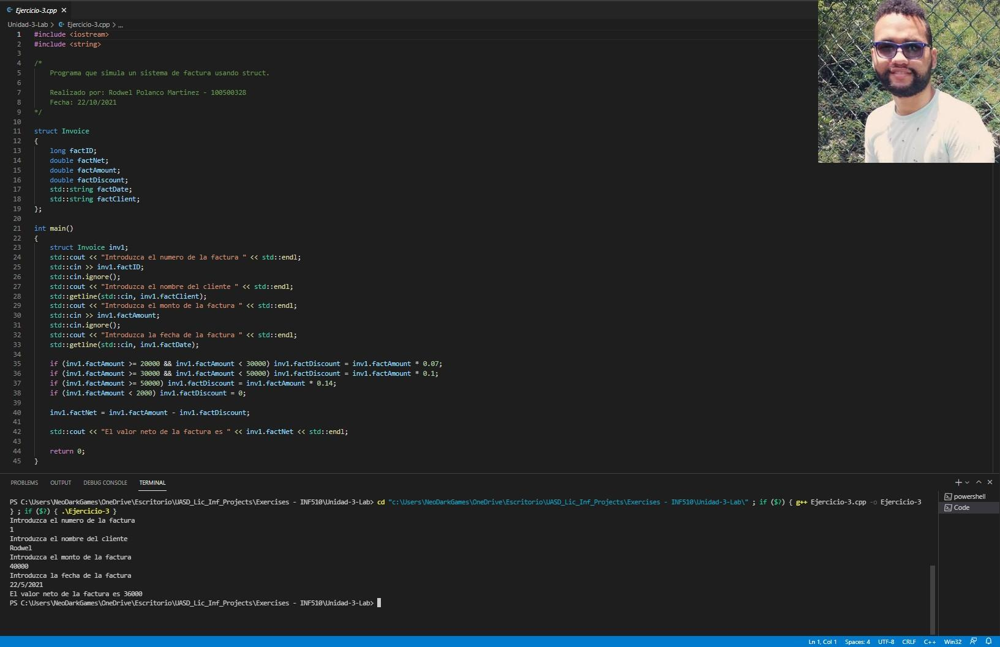 Ejercicio-3.cpp
Unidad-3-Lab > Ejercicio-3.cpp > ...
1 #include <iostream>
2 #include <string>
3
4 /*
5     Programa que simula un sistema de factura usando struct.
6
7     Realizado por: Rodwel Polanco Martinez - 100500328
8     Fecha: 22/10/2021
9 */
10
11 struct Invoice
12 {
13     long factID;
14     double factNet;
15     double factAmount;
16     double factDiscount;
17     std::string factDate;
18     std::string factClient;
19 };
20
21 int main()
22 {
23     struct Invoice inv1;
24     std::cout << "Introduzca el numero de la factura " << std::endl;
25     std::cin >> inv1.factID;
26     std::cin.ignore();
27     std::cout << "Introduzca el nombre del cliente " << std::endl;
28     std::getline(std::cin, inv1.factClient);
29     std::cout << "Introduzca el monto de la factura " << std::endl;
30     std::cin >> inv1.factAmount;
31     std::cin.ignore();
32     std::cout << "Introduzca la fecha de la factura " << std::endl;
33     std::getline(std::cin, inv1.factDate);
34
35     if (inv1.factAmount >= 20000 && inv1.factAmount < 30000) inv1.factDiscount = inv1.factAmount * 0.07;
36     if (inv1.factAmount >= 30000 && inv1.factAmount < 50000) inv1.factDiscount = inv1.factAmount * 0.1;
37     if (inv1.factAmount >= 50000) inv1.factDiscount = inv1.factAmount * 0.14;
38     if (inv1.factAmount < 2000) inv1.factDiscount = 0;
39
40     inv1.factNet = inv1.factAmount - inv1.factDiscount;
41
42     std::cout << "El valor neto de la factura es " << inv1.factNet << std::endl;
43
44     return 0;
45 }
PROBLEMS OUTPUT DEBUG CONSOLE TERMINAL
PS C:\Users\NeoDarkGames\OneDrive\Escritorio\UASD_Lic_Inf_Projects\Exercises - INF510\Unidad-3-Lab> cd "c:\Users\NeoDarkGames\OneDrive\Escritorio\UASD_Lic_Inf_Projects\Exercises - INF510\Unidad-3-Lab\" ; if ($?) { g++ Ejercicio-3.cpp -o Ejercicio-3
} ; if ($?) { .\Ejercicio-3 }
Introduzca el numero de la factura
1
Introduzca el nombre del cliente
Rodwel
Introduzca el monto de la factura
40000
Introduzca la fecha de la factura
22/5/2021
El valor neto de la factura es 36000
PS C:\Users\NeoDarkGames\OneDrive\Escritorio\UASD_Lic_Inf_Projects\Exercises - INF510\Unidad-3-Lab>
powershell
Code
Ln 1, Col 1 Spaces: 4 UTF-8 CRLF C++ Win32